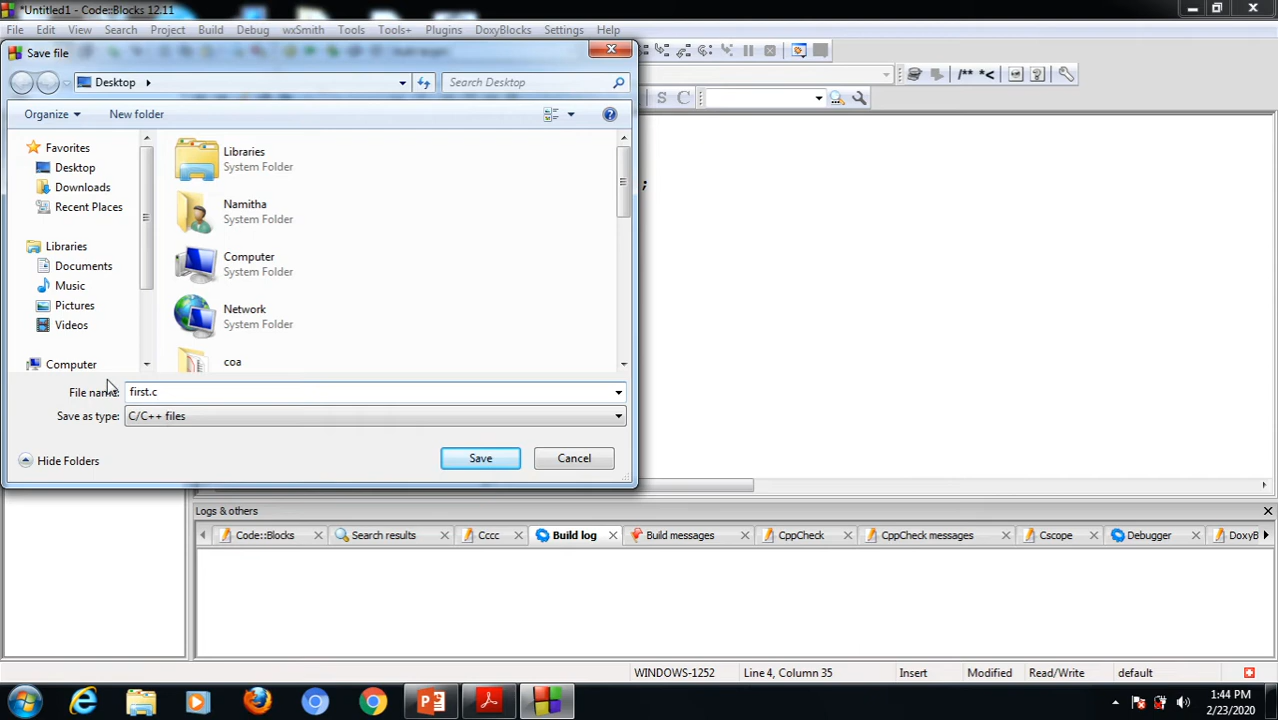 *Untitled1 - Code::Blocks 12.11
File Edit View Search Project Build Debug wxSmith Tools Tools+ Plugins DoxyBlocks Settings Help
Save file
Desktop
Search Desktop
/** *<
Organize New folder
S C
Favorites
Desktop
Downloads
Recent Places
Libraries
Documents
Music
Pictures
Videos
Computer
Libraries
System Folder
Namitha
System Folder
Computer
System Folder
Network
System Folder
coa
;
File name: first.c
Save as type: C/C++ files
Hide Folders Save Cancel
Logs & others
Code::Blocks Search results Cccc Build log Build messages CppCheck CppCheck messages Cscope Debugger DoxyB
WINDOWS-1252 Line 4, Column 35 Insert Modified Read/Write default
1:44 PM
2/23/2020